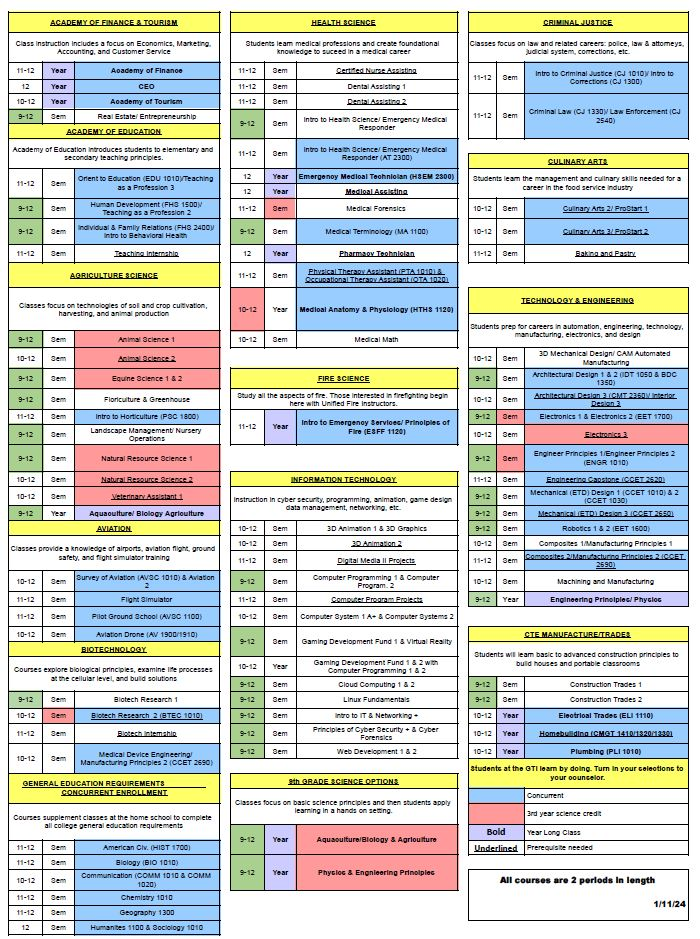 ACADEMY OF FINANCE & TOURISM
Class instruction includes a focus on Economics, Marketing,
Accounting, and Customer Service
11-12 Year Academy of Finance
12 Year CEO
10-12 Year Academy of Tourism
9-12 Sem Real Estate/ Entrepreneurship
ACADEMY OF EDUCATION
Academy of Education introduces students to elementary and
secondary teaching principles.
11-12 Sem Orient to Education (EDU 1010)/Teaching
as a Profession 3
9-12 Sem Human Development (FHS 1500)/
Teaching as a Profession 2
9-12 Sem Individual & Family Relations (FHS 2400)/
Intro to Behavioral Health
11-12 Sem Teaching Internship
AGRICULTURE SCIENCE
Classes focus on technologies of soil and crop cultivation,
harvesting, and animal production
9-12 Sem Animal Science 1
10-12 Sem Animal Science 2
9-12 Sem Equine Science 1 & 2
9-12 Sem Floriculture & Greenhouse
11-12 Sem Intro to Horticulture (PSC 1800)
9-12 Sem Landscape Management/ Nursery
Operations
9-12 Sem Natural Resource Science 1
10-12 Sem Natural Resource Science 2
10-12 Sem Veterinary Assistant 1
9-12 Year Aquaculture/ Biology Agriculture
AVIATION
Classes provide a knowledge of airports, aviation flight, ground
safety, and flight simulator training
10-12 Sem Survey of Aviation (AVSC 1010) & Aviation
2
11-12 Sem Flight Simulator
11-12 Sem Pilot Ground School (AVSC 1100)
10-12 Sem Aviation Drone (AV 1900/1910)
BIOTECHNOLOGY
Courses explore biological principles, examine life processes
at the cellular level, and build solutions
9-12 Sem Biotech Research 1
10-12 Sem Biotech Research 2 (BTEC 1010)
11-12 Sem Biotech Internship
10-12 Sem Medical Device Engineering/
Manufacturing Principles 2 (CCET 2690)
GENERAL EDUCATION REQUIREMENTS
CONCURRENT ENROLLMENT
Courses supplement classes at the home school to complete
all college general education requirements
11-12 Sem American Civ. (HIST 1700)
11-12 Sem Biology (BIO 1010)
10-12 Sem Communication (COMM 1010 & COMM
1020)
11-12 Sem Chemistry 1010
11-12 Sem Geography 1300
12 Sem Humanites 1100 & Sociology 1010
HEALTH SCIENCE
Students learn medical professions and create foundational
knowledge to suceed in a medical career
11-12 Sem Certified Nurse Assisting
11-12 Sem Dental Assisting 1
11-12 Sem Dental Assisting 2
9-12 Sem Intro to Health Science/ Emergency Medical
Responder
11-12 Sem Intro to Health Science/ Emergency Medical
Responder (AT 2300)
12 Year Emergency Medical Technician (HSEM 2300)
12 Year Medical Assisting
11-12 Sem Medical Forensics
9-12 Sem Medical Terminology (MA 1100)
12 Year Pharmacy Technician
11-12 Sem Physical Therapy Assistant (PTA 1010) &
Occupational Therapy Assistant (OTA 1020)
10-12 Year Medical Anatomy & Physiology (HTHS 1120)
10-12 Sem Medical Math
FIRE SCIENCE
Study all the aspects of fire. Those interested in firefighting begin
here with Unified Fire Instructors.
11-12 Year Intro to Emergency Services/ Principles
of Fire (ESFF 1120)
INFORMATION TECHNOLOGY
Instruction in cyber security, programming, animation, game design
data management, networking, etc.
10-12 Sem 3D Animation 1 & 3D Graphics
10-12 Sem 3D Animation 2
11-12 Sem Digital Media II Projects
9-12 Sem Computer Programming 1 & Computer
Program. 2
11-12 Sem Computer Program Projects
10-12 Sem Computer System 1 A+ & Computer Systems 2
9-12 Sem Gaming Development Fund 1 & Virtual Reality
10-12 Year Gaming Development Fund 1 & 2 with
Computer Programming 1 & 2
9-12 Sem Cloud Computing 1 & 2
9-12 Sem Linux Fundamentals
9-12 Sem Intro to IT & Networking +
9-12 Sem Principles of Cyber Security + & Cyber
Forensics
9-12 Sem Web Development 1 & 2
9th GRADE SCIENCE OPTIONS
Classes focus on basic science principles and then students apply
learning in a hands on setting.
9-12 Year Aquaculture/Biology & Agriculture
9-12 Year Physics & Engineering Principles
CRIMINAL JUSTICE
Classes focus on law and related careers: police, law & attorneys,
judicial system, corrections, etc.
11-12 Sem Intro to Criminal Justice (CJ 1010)/ Intro to
Corrections (CJ 1300)
11-12 Sem Criminal Law (CJ 1330)/ Law Enforcement (CJ
2540)
CULINARY ARTS
Students learn the management and culinary skills needed for a
career in the food service industry
10-12 Sem Culinary Arts 2/ ProStart 1
10-12 Sem Culinary Arts 3/ ProStart 2
11-12 Sem Baking and Pastry
TECHNOLOGY & ENGINEERING
Students prep for careers in automation, engineering, technology,
manufacturing, electronics, and design
10-12 Sem 3D Mechanical Design/ CAM Automated
Manufacturing
9-12 Sem Architectural Design 1 & 2 (IDT 1050 & BDC
1350)
10-12 Sem Architectural Design 3 (CMT 2360)/ Interior
Design 3
9-12 Sem Electronics 1 & Electronics 2 (EET 1700)
10-12 Sem Electronics 3
9-12 Sem Engineer Principles 1/Engineer Principles 2
(ENGR 1010)
11-12 Sem Engineering Capstone (CCET 2620)
9-12 Sem Mechanical (ETD) Design 1 (CCET 1010) & 2
(CCET 1030)
9-12 Sem Mechanical (ETD) Design 3 (CCET 2650)
9-12 Sem Robotics 1 & 2 (EET 1600)
10-12 Sem Composites 1/Manufacturing Principles 1
11-12 Sem Composites 2/Manufacturing Principles 2 (CCET
2690)
10-12 Sem Machining and Manufacturing
9-12 Year Engineering Principles/ Physics
CTE MANUFACTURE/TRADES
Students will learn basic to advanced construction principles to
build houses and portable classrooms
9-12 Sem Construction Trades 1
9-12 Sem Construction Trades 2
10-12 Year Electrical Trades (ELI 1110)
10-12 Year Homebuilding (CMGT 1410/1320/1330)
10-12 Year Plumbing (PLI 1010)
Students at the GTI learn by doing. Turn in your selections to
your counselor.
Concurrent
3rd year science credit
Bold Year Long Class
Underlined Prerequisite needed
All courses are 2 periods in length
1/11/24